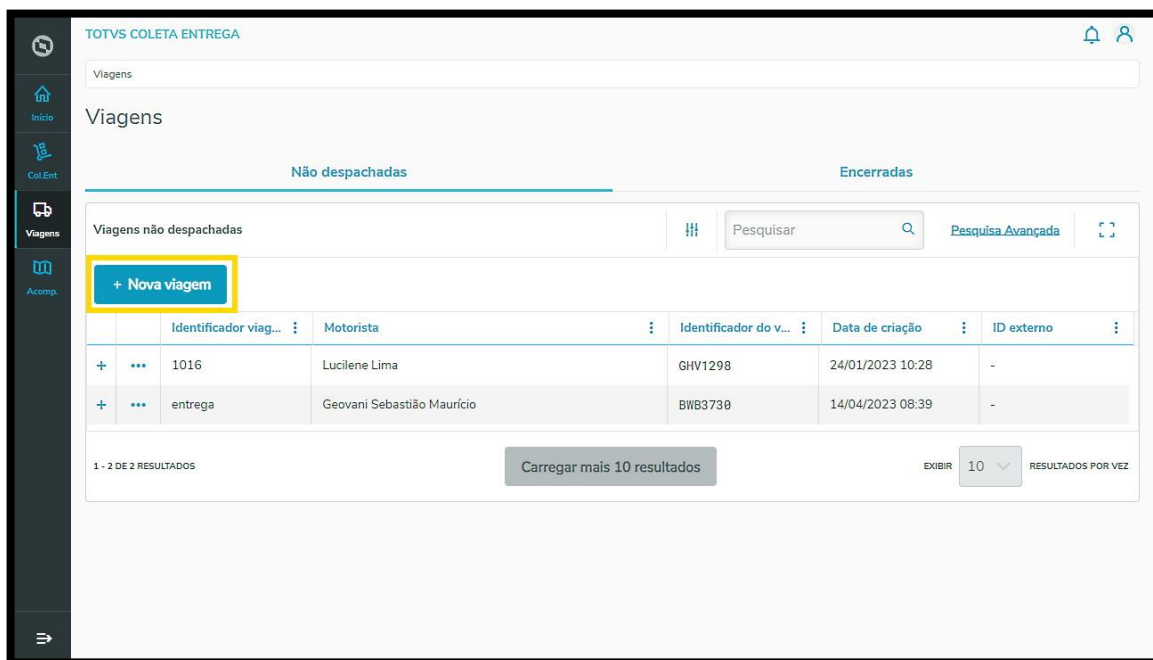 TOTVS COLETA ENTREGA
Viagens
Viagens
Início
Col.Ent
Viagens
Acomp.
Não despachadas Encerradas
Viagens não despachadas Pesquisar Pesquisa Avançada
+ Nova viagem
Identificador viag... Motorista Identificador do v... Data de criação ID externo
+ ... 1016 Lucilene Lima GHV1298 24/01/2023 10:28 -
+ ... entrega Geovani Sebastião Maurício BWB3730 14/04/2023 08:39 -
1 - 2 DE 2 RESULTADOS Carregar mais 10 resultados EXIBIR 10 RESULTADOS POR VEZ